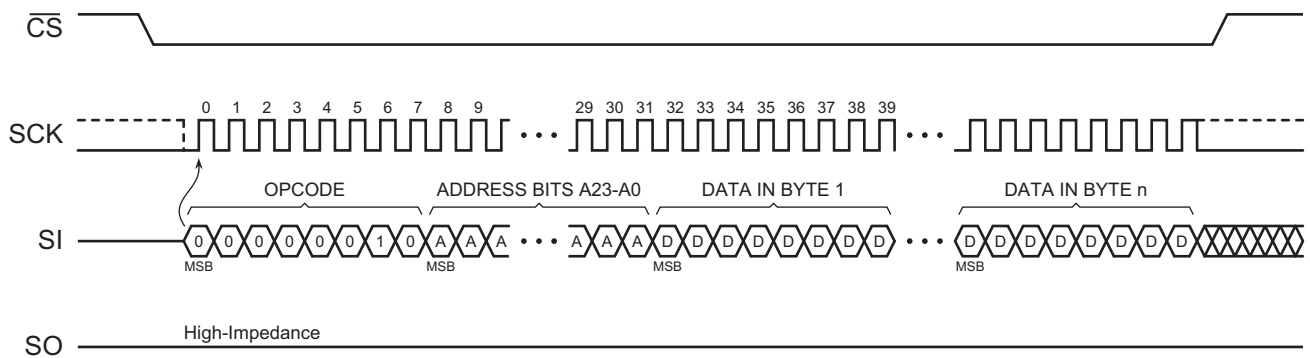 CS
0 1 2 3 4 5 6 7 8 9 29 30 31 32 33 34 35 36 37 38 39
SCK
OPCODE ADDRESS BITS A23-A0 DATA IN BYTE 1 DATA IN BYTE n
SI 0 0 0 0 0 0 1 0 A A A A A A D D D D D D D D D D D D D D D D
MSB MSB MSB MSB
High-Impedance
SO